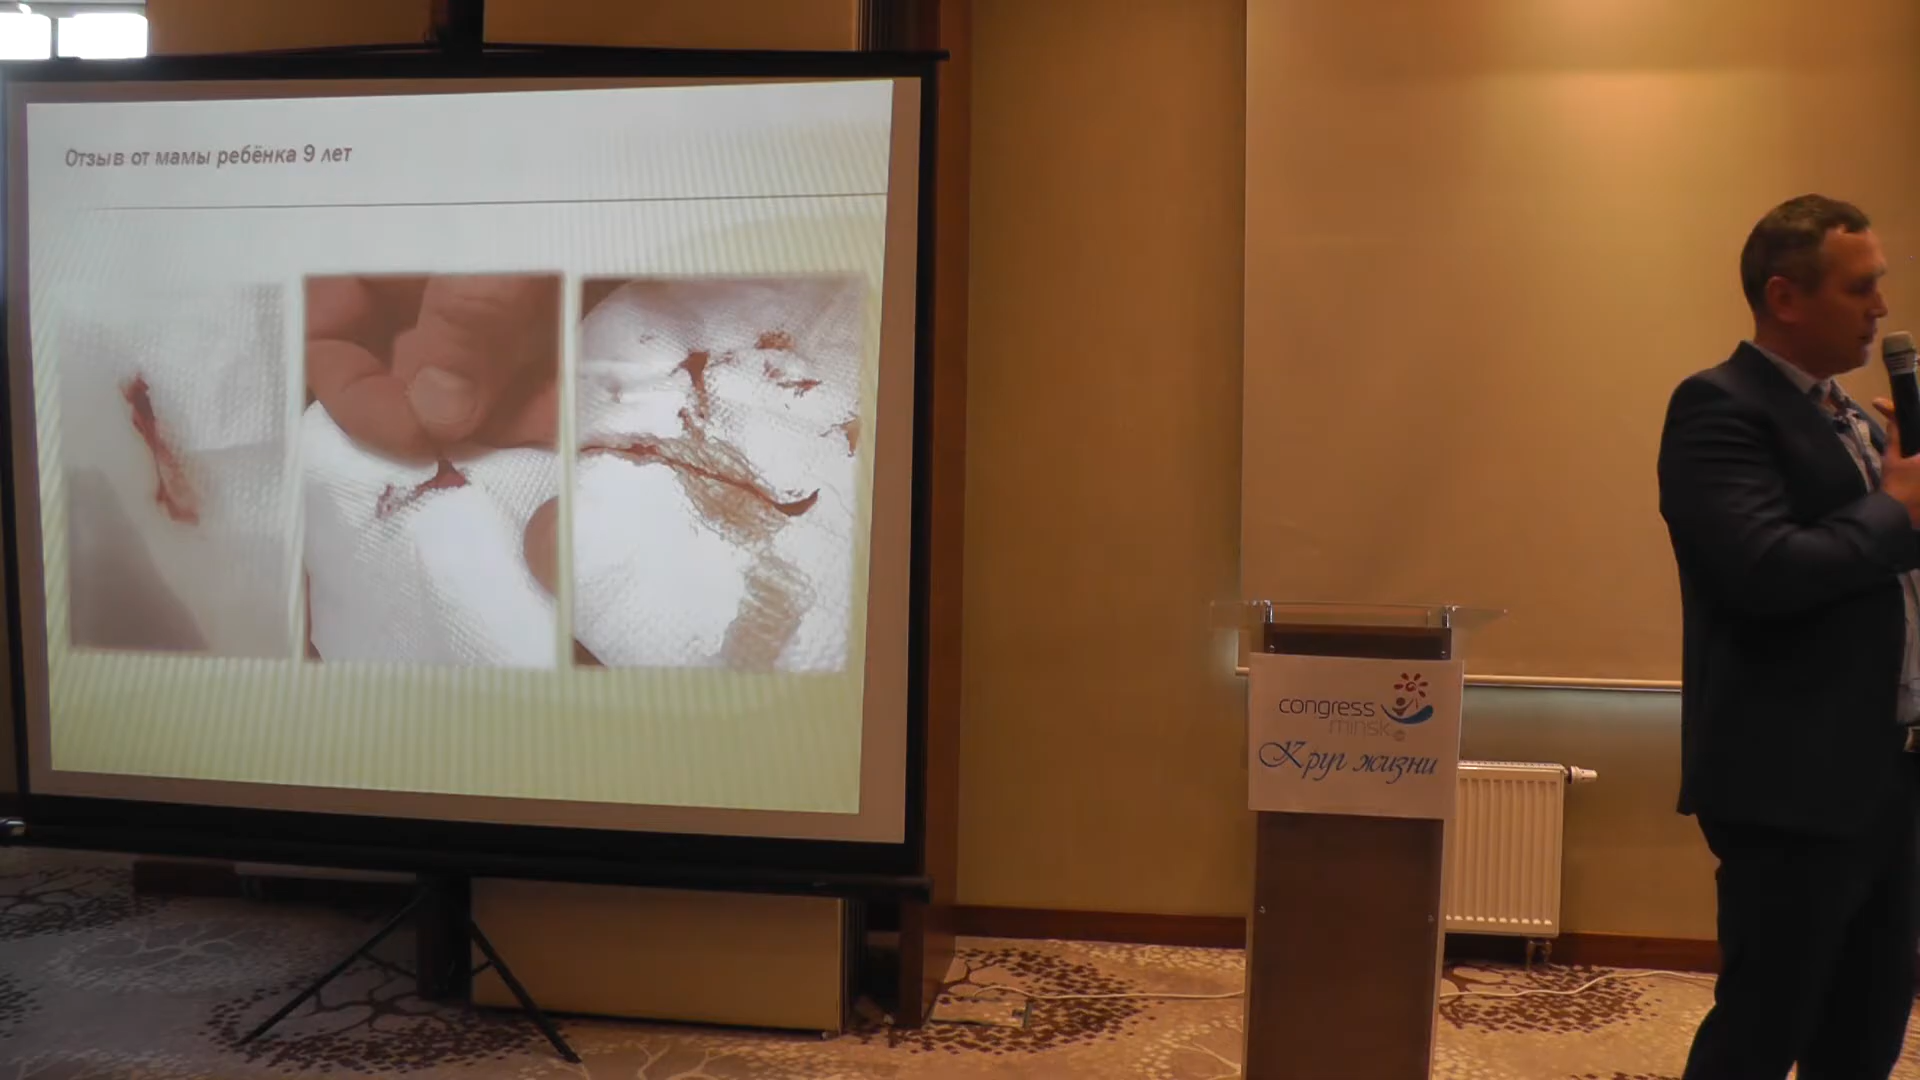 Отзыв от мамы ребёнка 9 лет
congress
minsk
Круг жизни